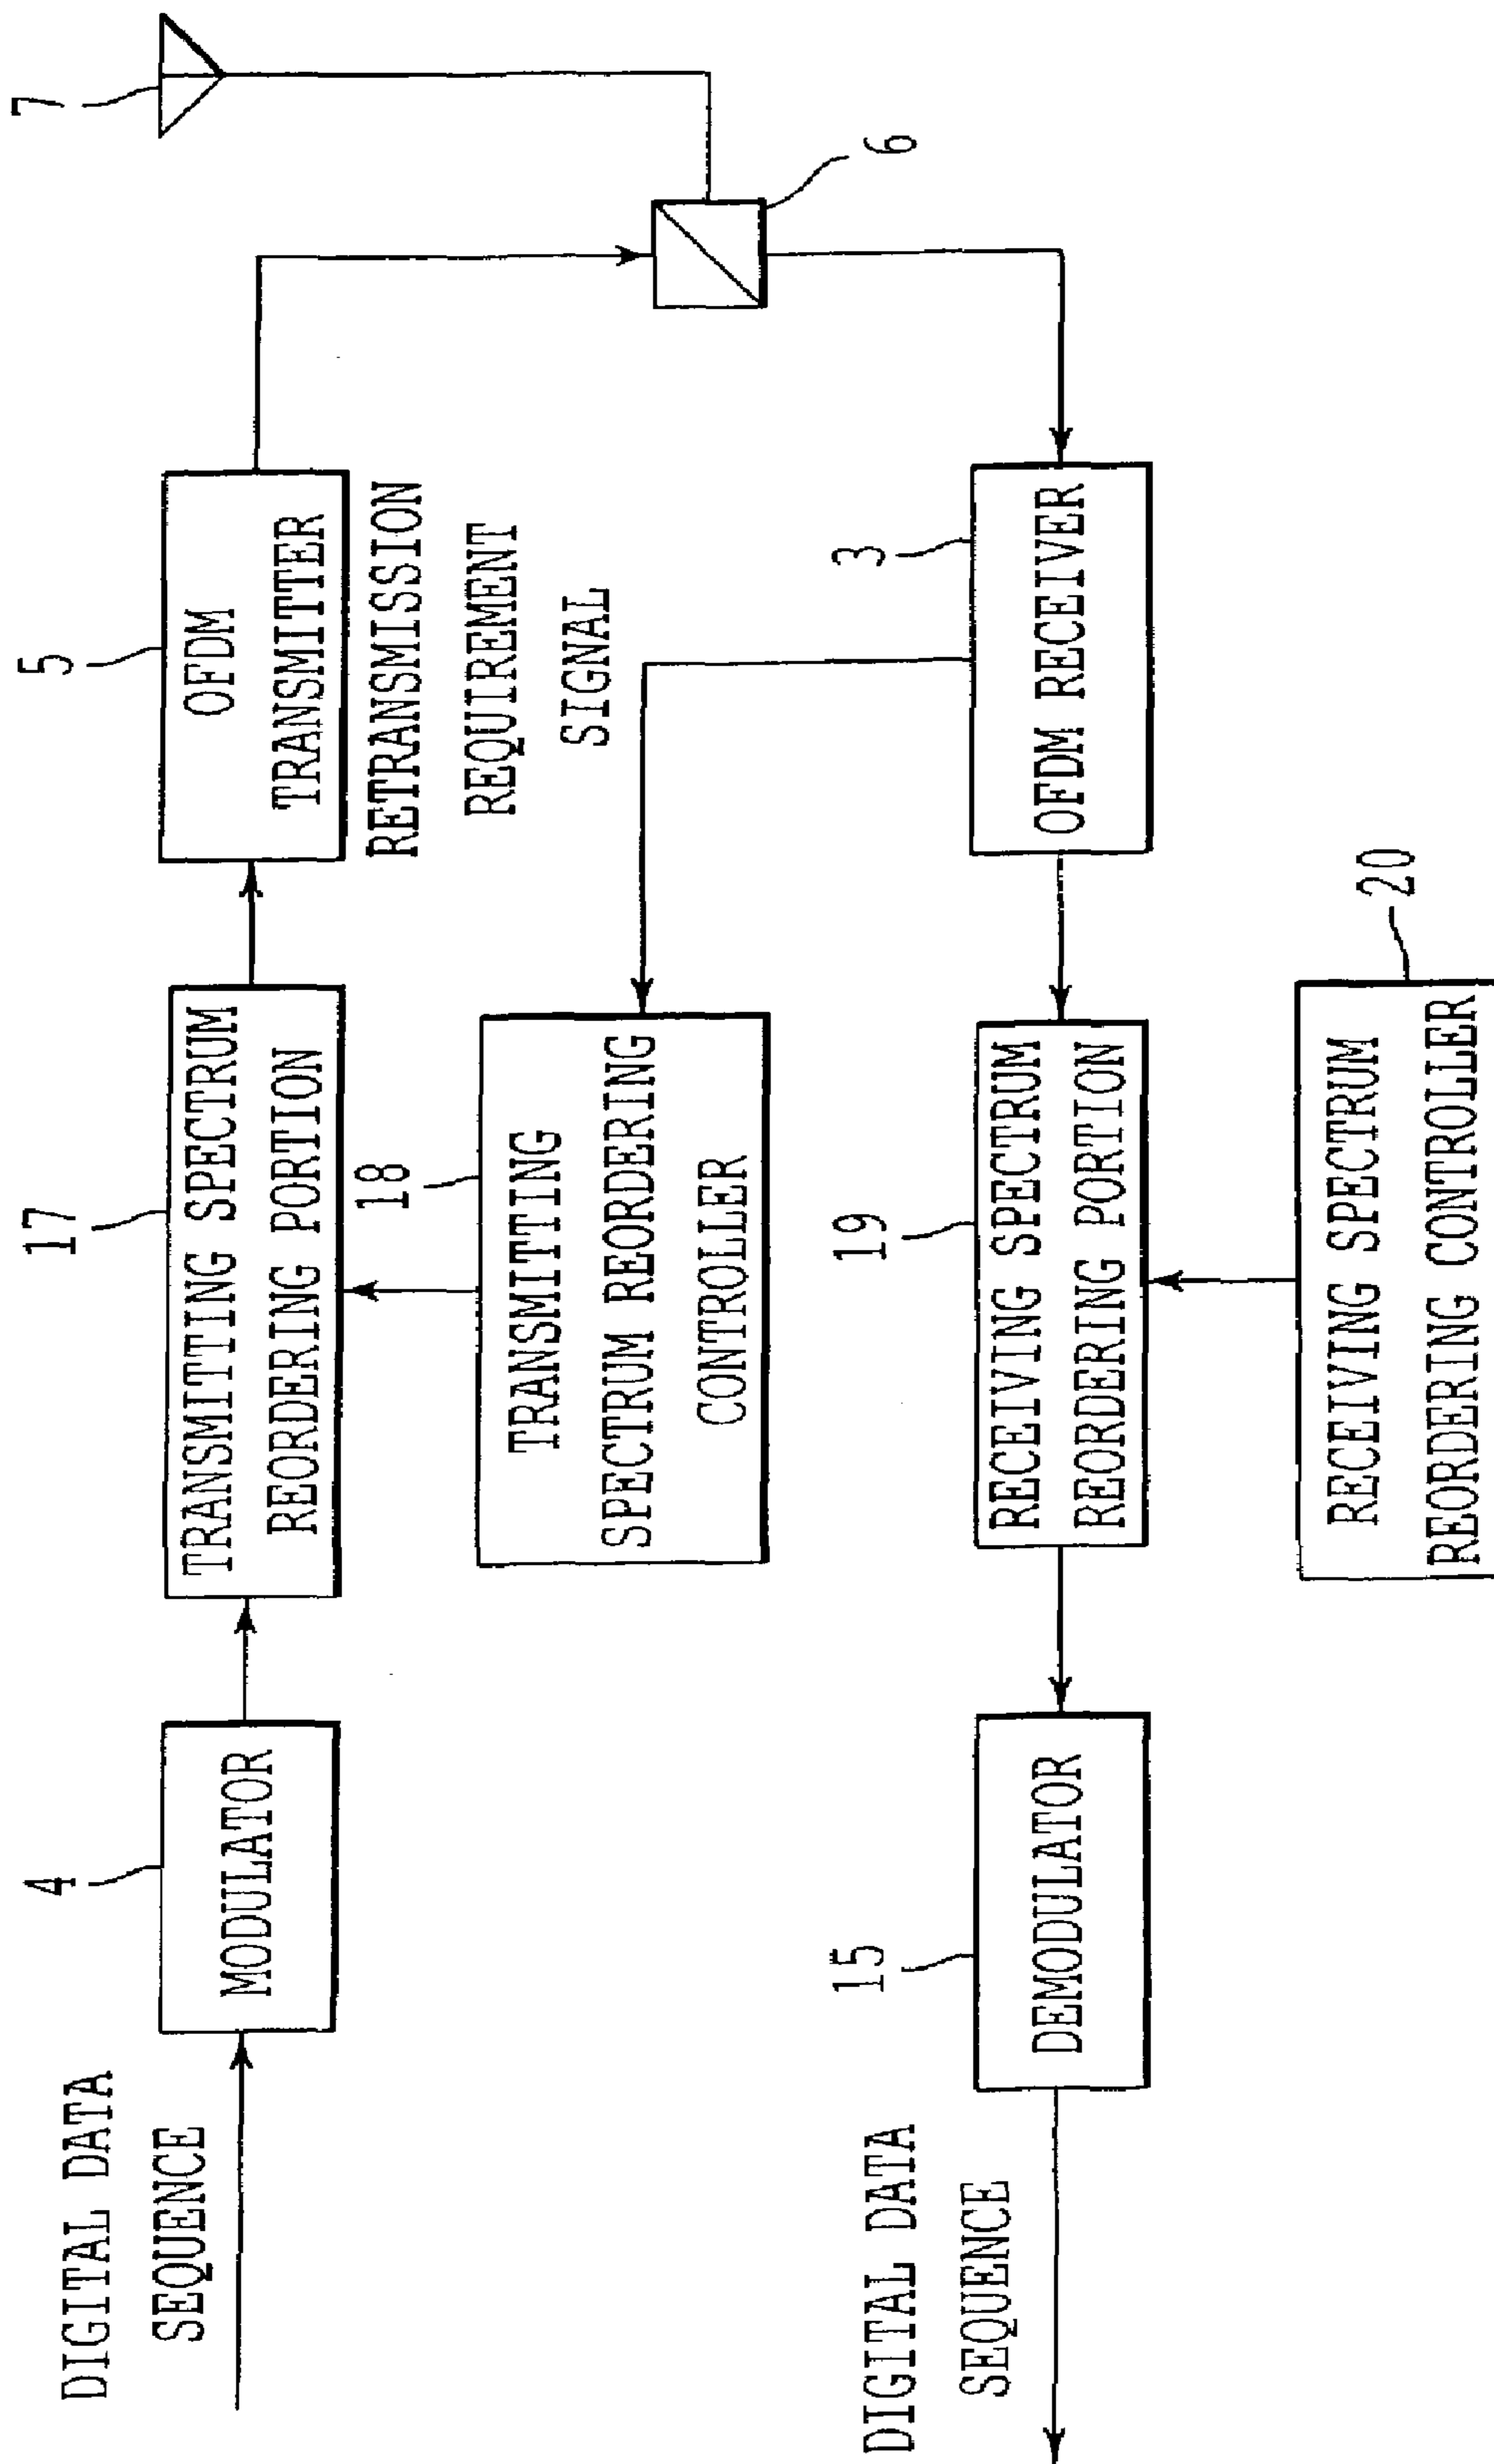 DIGITAL DATA
SEQUENCE
4
MODULATOR
17
TRANSMITTING SPECTRUM
REORDERING PORTION
5
OFDM
TRANSMITTER
7
18
TRANSMITTING
SPECTRUM REORDERING
CONTROLLER
RETRANSMISSION
REQUIREMENT
SIGNAL
6
DIGITAL DATA
SEQUENCE
15
DEMODULATOR
19
RECEIVING SPECTRUM
REORDERING PORTION
3
OFDM RECEIVER
20
RECEIVING SPECTRUM
REORDERING CONTROLLER